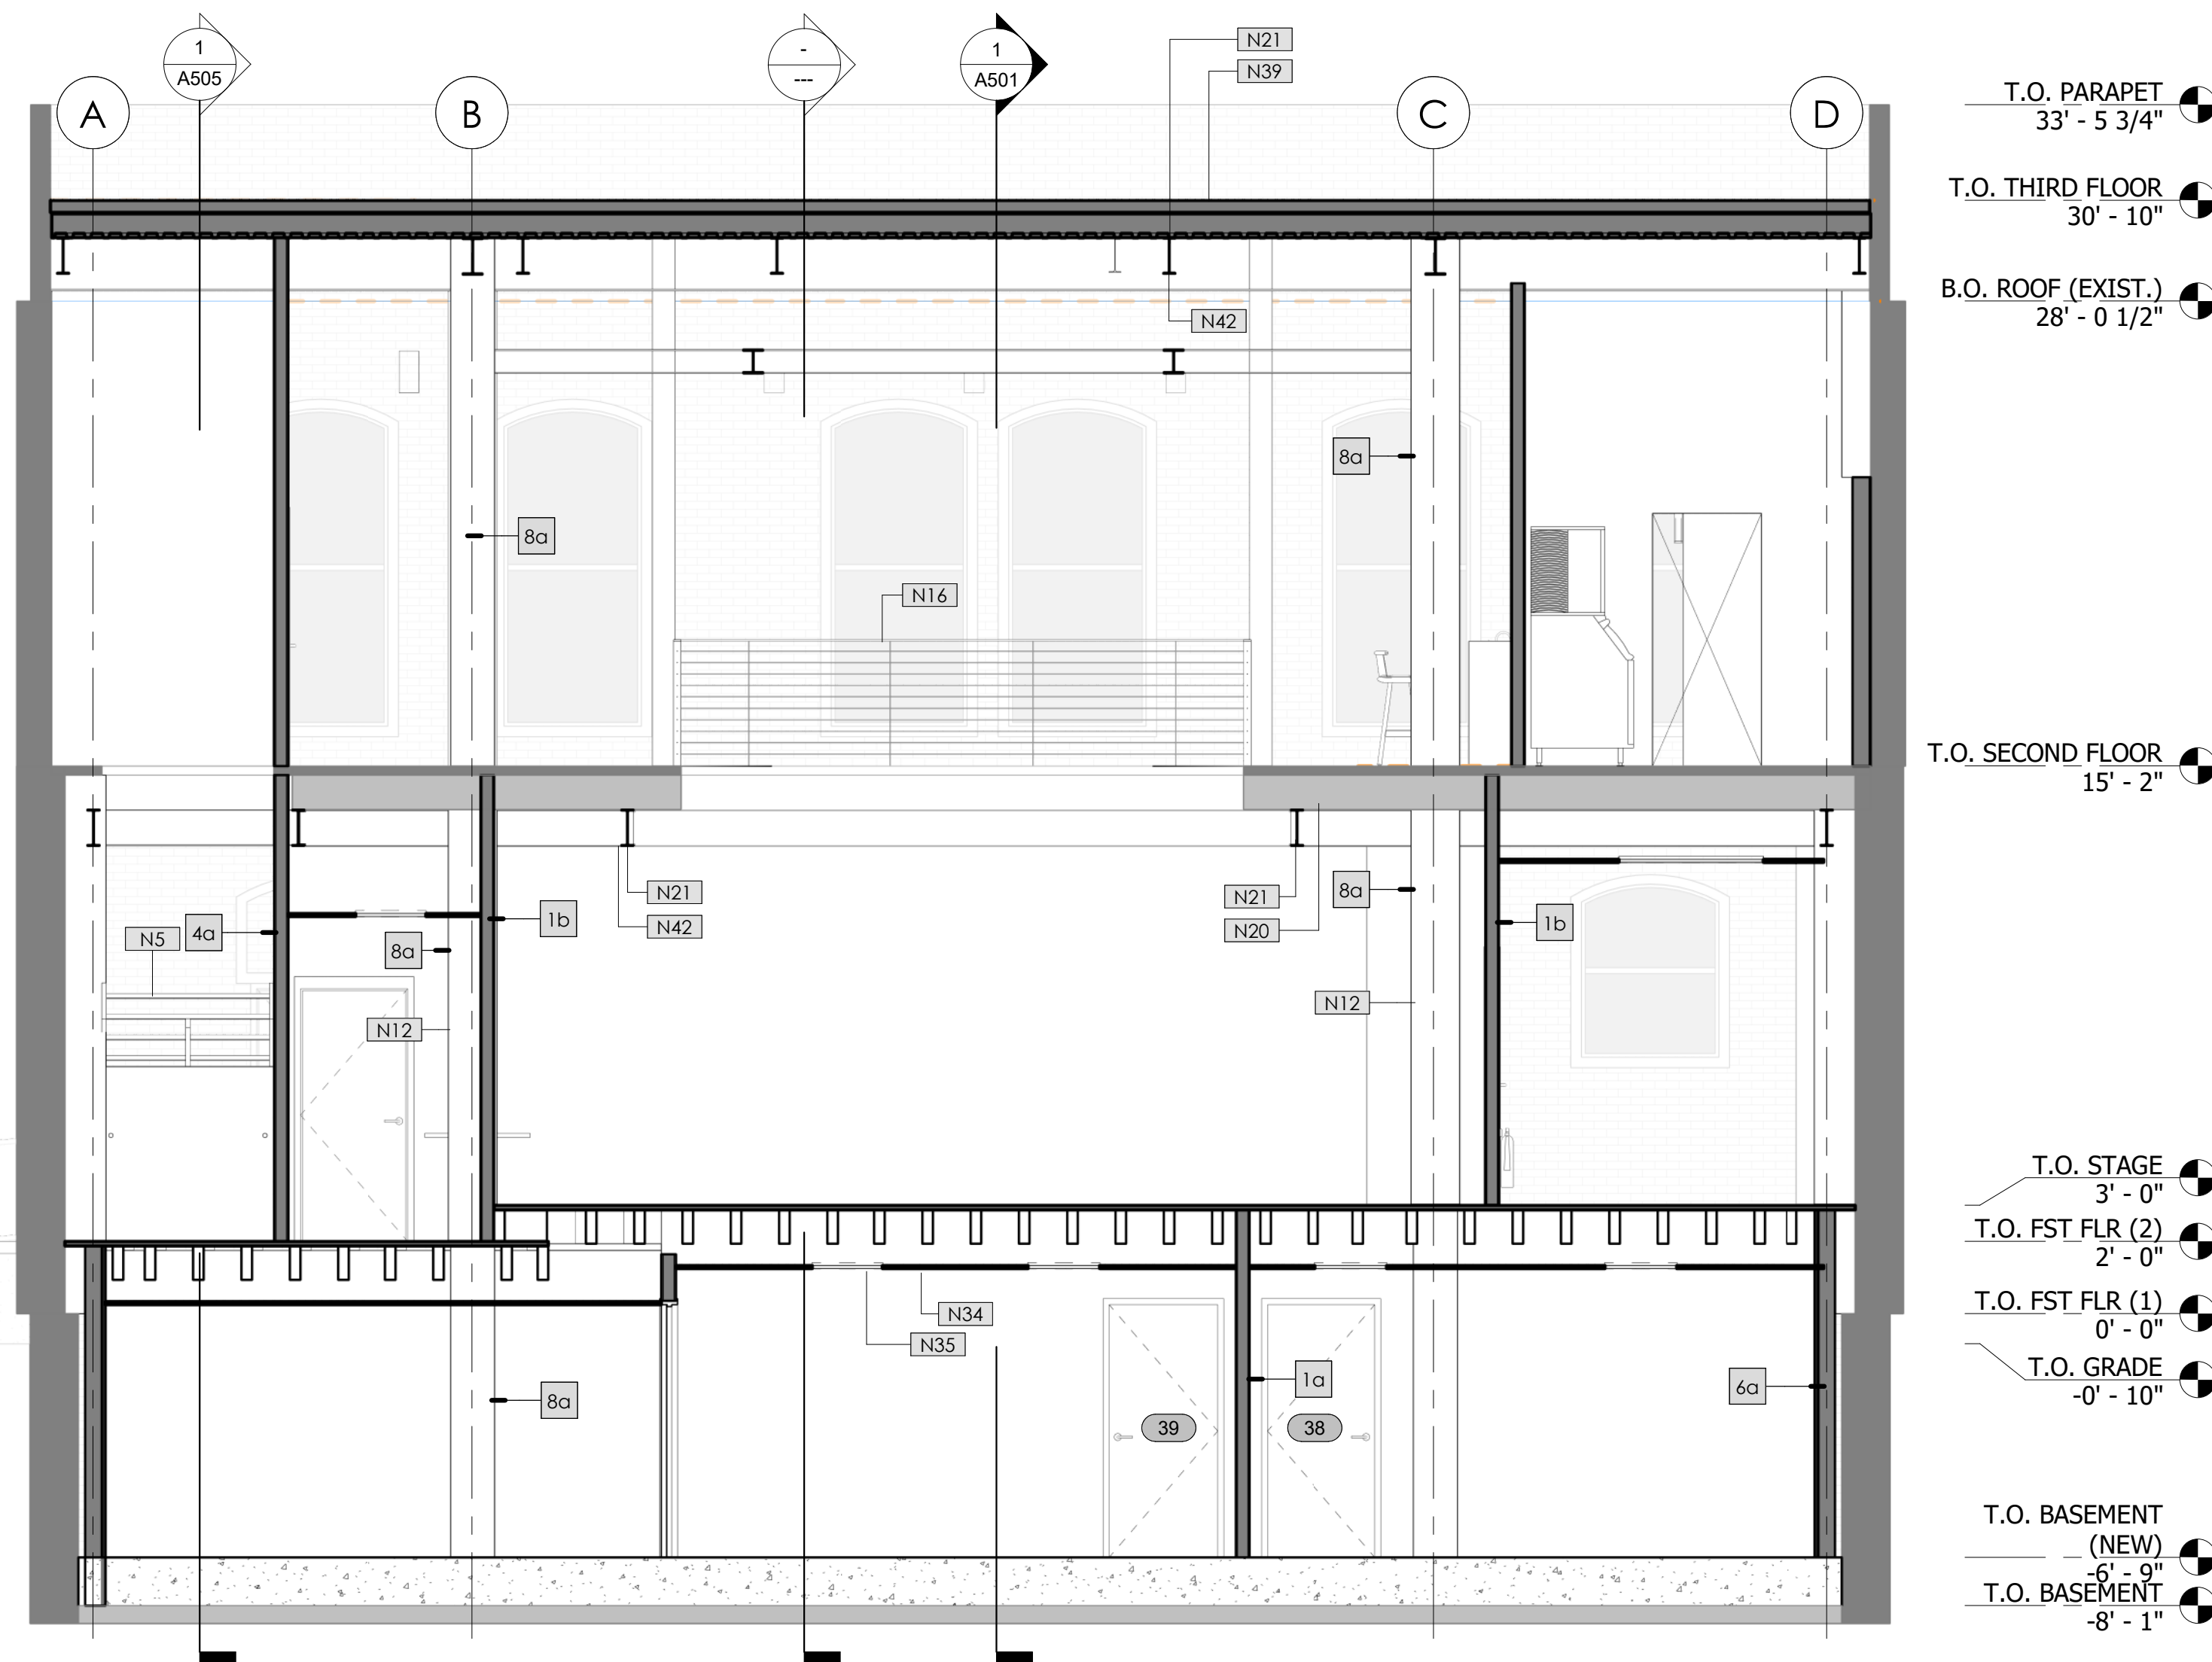 1
A505
-
---
1
A501
N21
N39
A
B
C
D
T.O. PARAPET
33' - 5 3/4"
T.O. THIRD FLOOR
30' - 10"
B.O. ROOF (EXIST.)
28' - 0 1/2"
N42
8a
8a
N16
T.O. SECOND FLOOR
15' - 2"
N21
N42
N21
N20
8a
1b
1b
N5
4a
8a
N12
N12
T.O. STAGE
3' - 0"
T.O. FST FLR (2)
2' - 0"
T.O. FST FLR (1)
0' - 0"
T.O. GRADE
-0' - 10"
N34
N35
8a
1a
6a
39
38
T.O. BASEMENT
(NEW)
-6' - 9"
T.O. BASEMENT
-8' - 1"